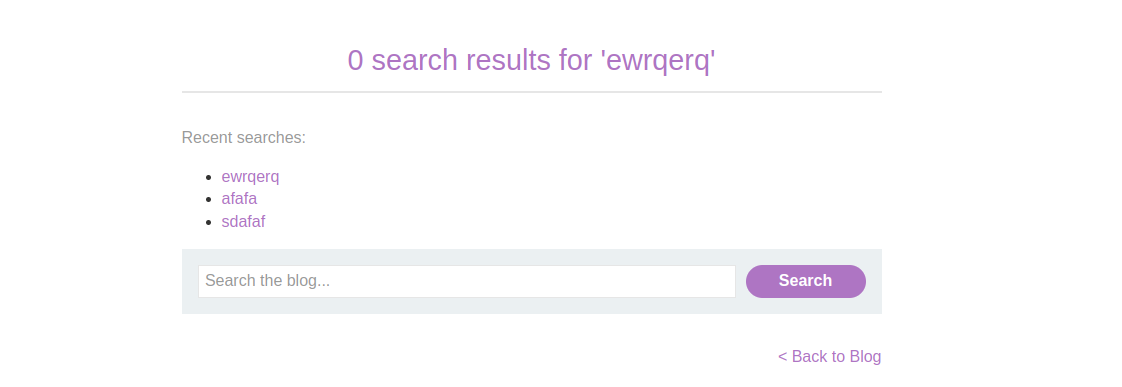 0 search results for 'ewrqerq'
Recent searches:
ewrqerq
afafa
sdafaf
Search the blog... Search
< Back to Blog